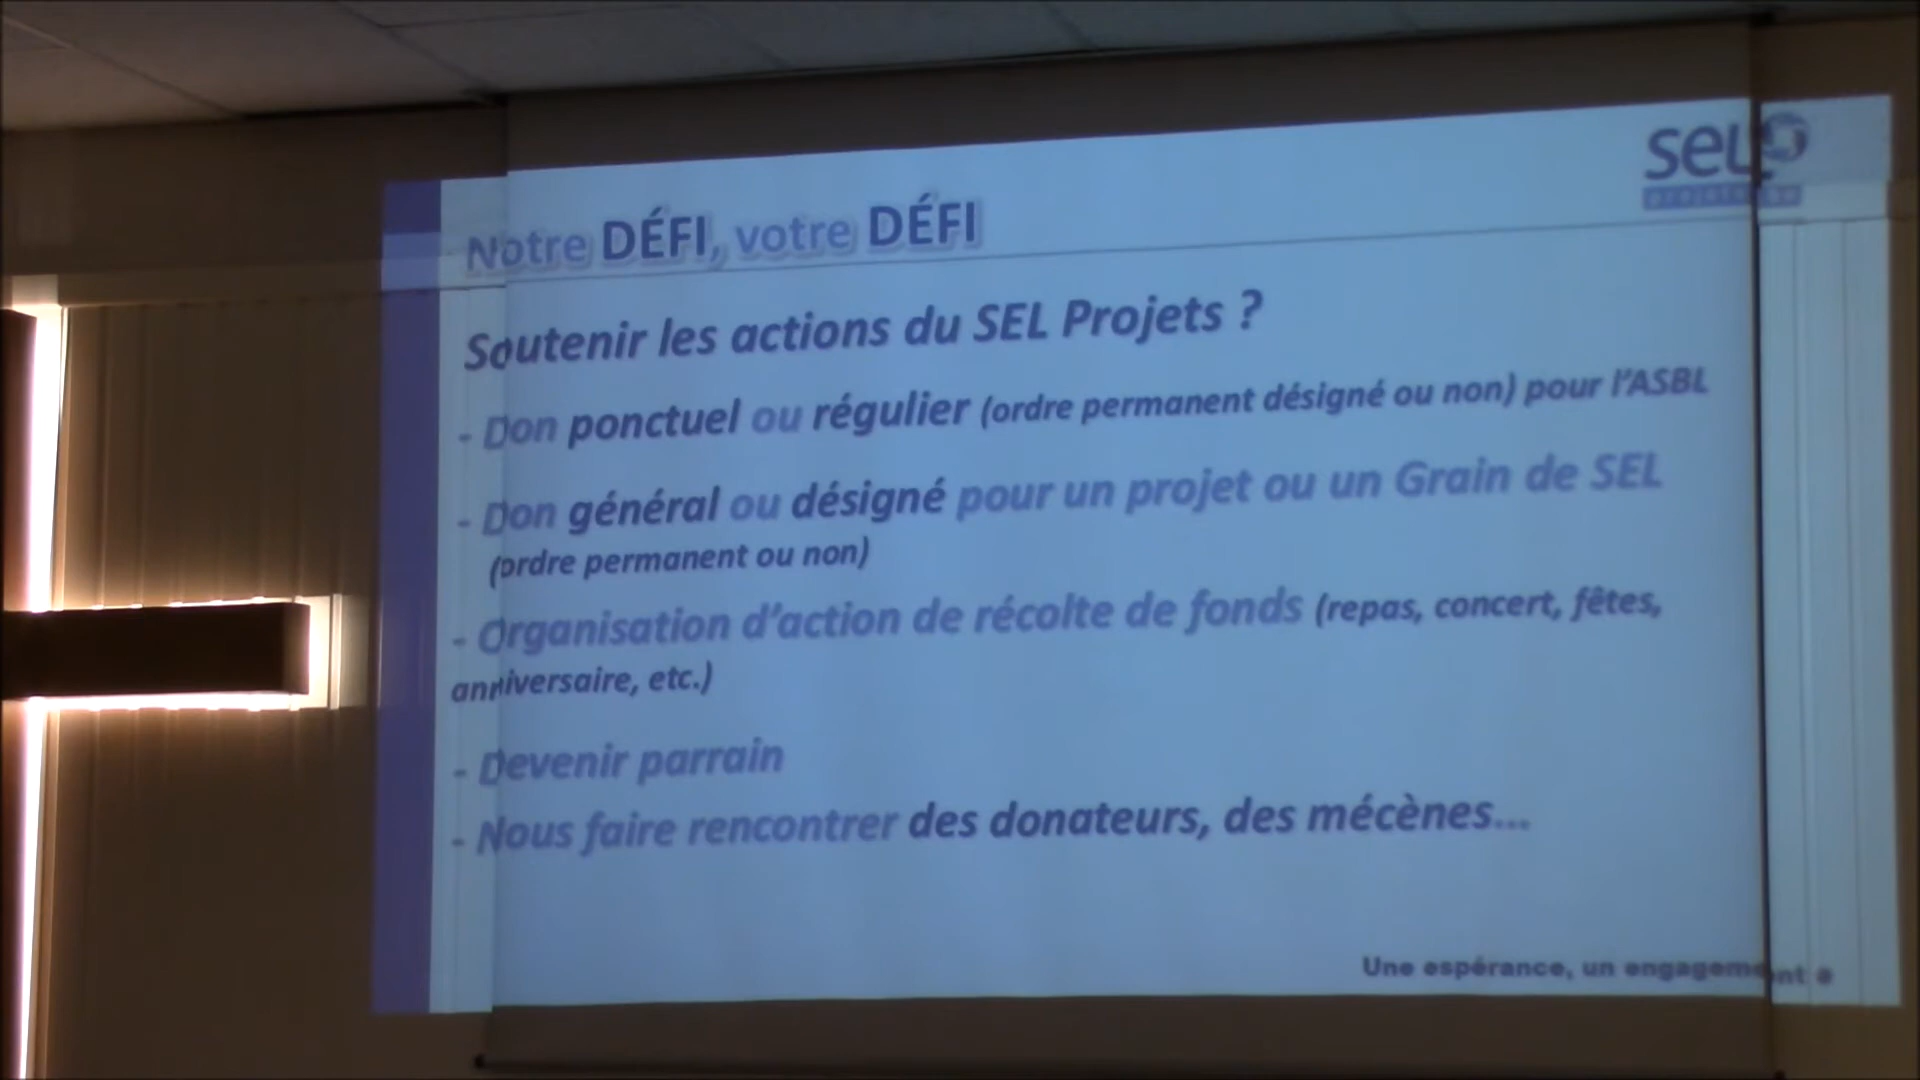 SEL
Notre DÉFI, votre DÉFI
Soutenir les actions du SEL Projets ?
- Don ponctuel ou régulier (ordre permanent désigné ou non) pour l'ASBL
- Don général ou désigné pour un projet ou un Grain de SEL
(ordre permanent ou non)
- Organisation d'action de récolte de fonds (repas, concert, fêtes,
anniversaire, etc.)
- Devenir parrain
- Nous faire rencontrer des donateurs, des mécènes...
Une espérance, un engagement